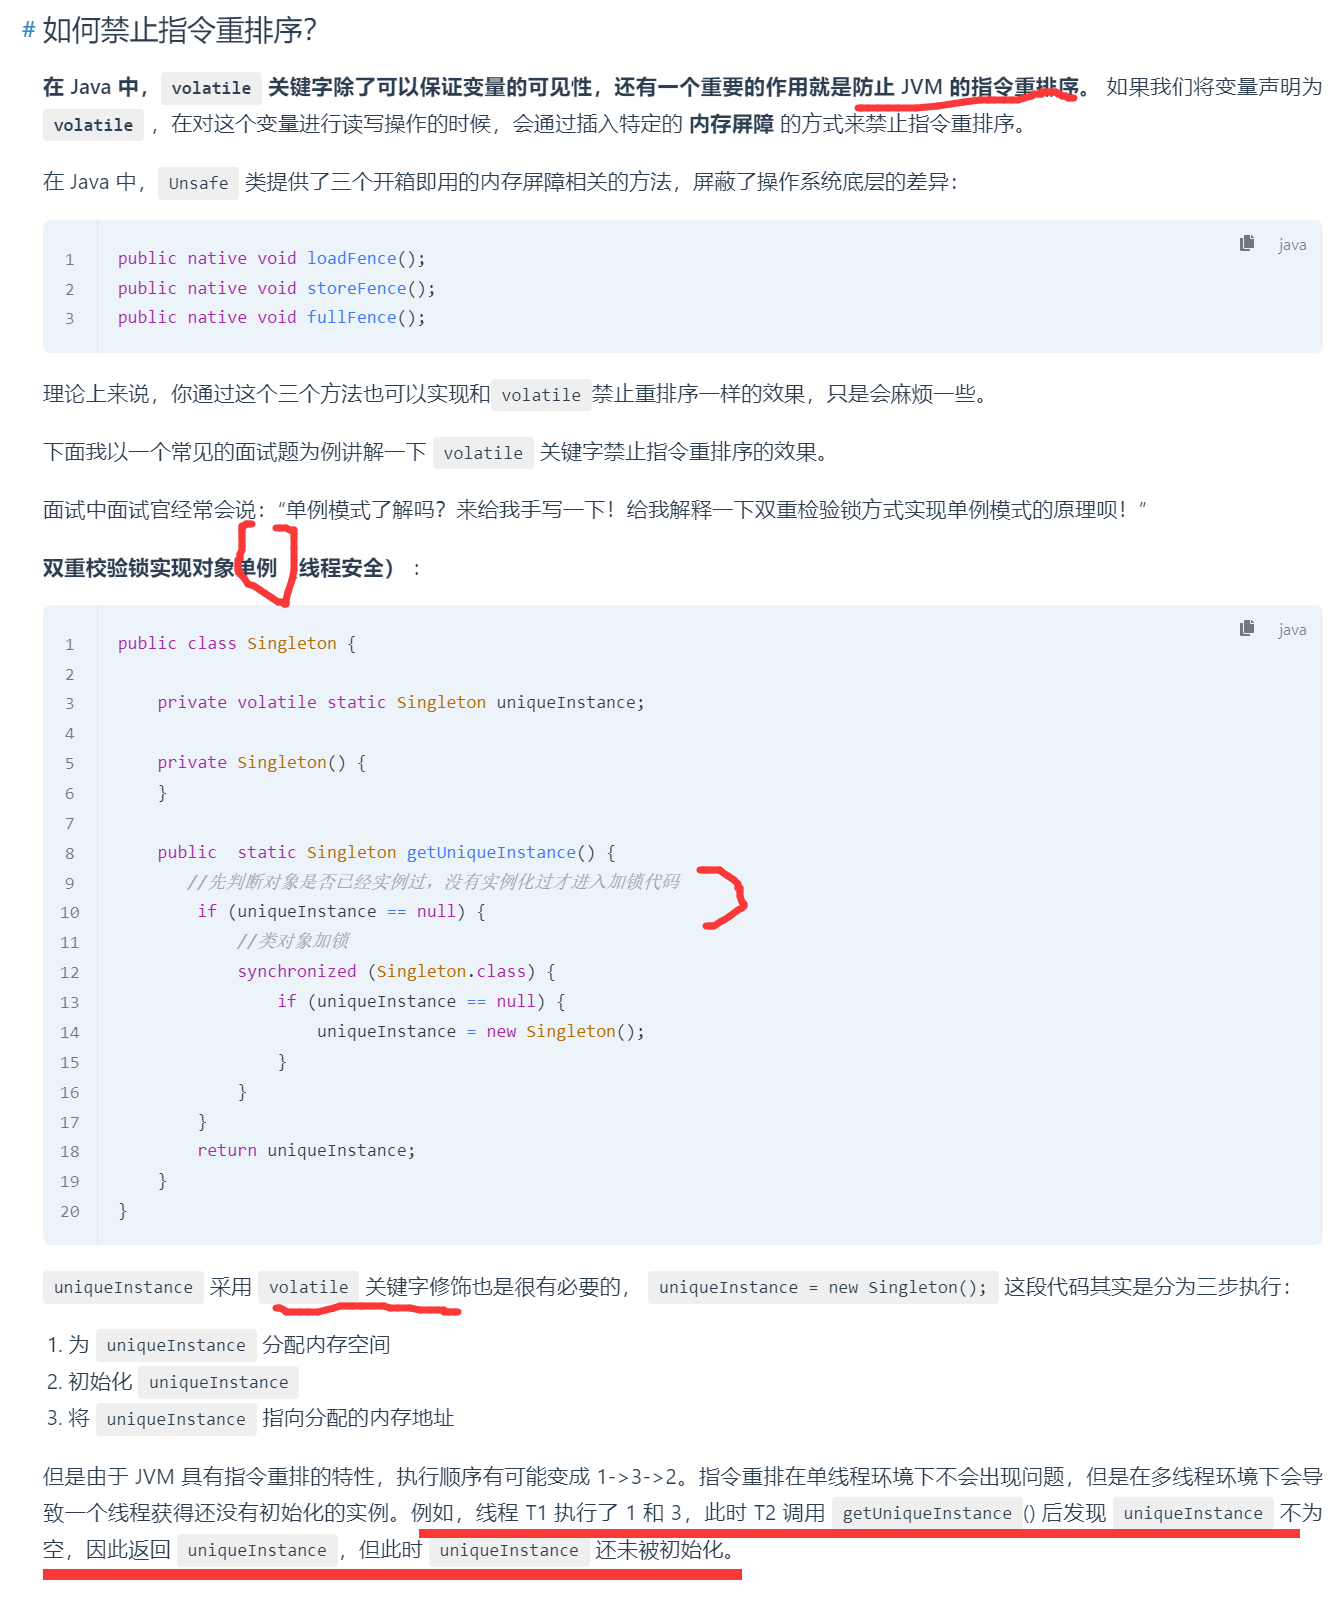 # 如何禁止指令重排序？
在 Java 中， volatile 关键字除了可以保证变量的可见性，还有一个重要的作用就是防止 JVM 的指令重排序。 如果我们将变量声明为
volatile ，在对这个变量进行读写操作的时候，会通过插入特定的 内存屏障 的方式来禁止指令重排序。
在 Java 中， Unsafe 类提供了三个开箱即用的内存屏障相关的方法，屏蔽了操作系统底层的差异：
java
1 public native void loadFence();
2 public native void storeFence();
3 public native void fullFence();
理论上来说，你通过这个三个方法也可以实现和 volatile 禁止重排序一样的效果，只是会麻烦一些。
下面我以一个常见的面试题为例讲解一下 volatile 关键字禁止指令重排序的效果。
面试中面试官经常会说：“单例模式了解吗？来给我手写一下！给我解释一下双重检验锁方式实现单例模式的原理呗！”
双重校验锁实现对象单例（线程安全） ：
java
1 public class Singleton {
2
3     private volatile static Singleton uniqueInstance;
4
5     private Singleton() {
6     }
7
8     public  static Singleton getUniqueInstance() {
9        //先判断对象是否已经实例过，没有实例化过才进入加锁代码
10         if (uniqueInstance == null) {
11             //类对象加锁
12             synchronized (Singleton.class) {
13                 if (uniqueInstance == null) {
14                     uniqueInstance = new Singleton();
15                 }
16             }
17         }
18         return uniqueInstance;
19     }
20 }
uniqueInstance 采用 volatile 关键字修饰也是很有必要的， uniqueInstance = new Singleton(); 这段代码其实是分为三步执行：
1. 为 uniqueInstance 分配内存空间
2. 初始化 uniqueInstance
3. 将 uniqueInstance 指向分配的内存地址
但是由于 JVM 具有指令重排的特性，执行顺序有可能变成 1->3->2。指令重排在单线程环境下不会出现问题，但是在多线程环境下会导
致一个线程获得还没有初始化的实例。例如，线程 T1 执行了 1 和 3，此时 T2 调用 getUniqueInstance () 后发现 uniqueInstance 不为
空，因此返回 uniqueInstance ，但此时 uniqueInstance 还未被初始化。